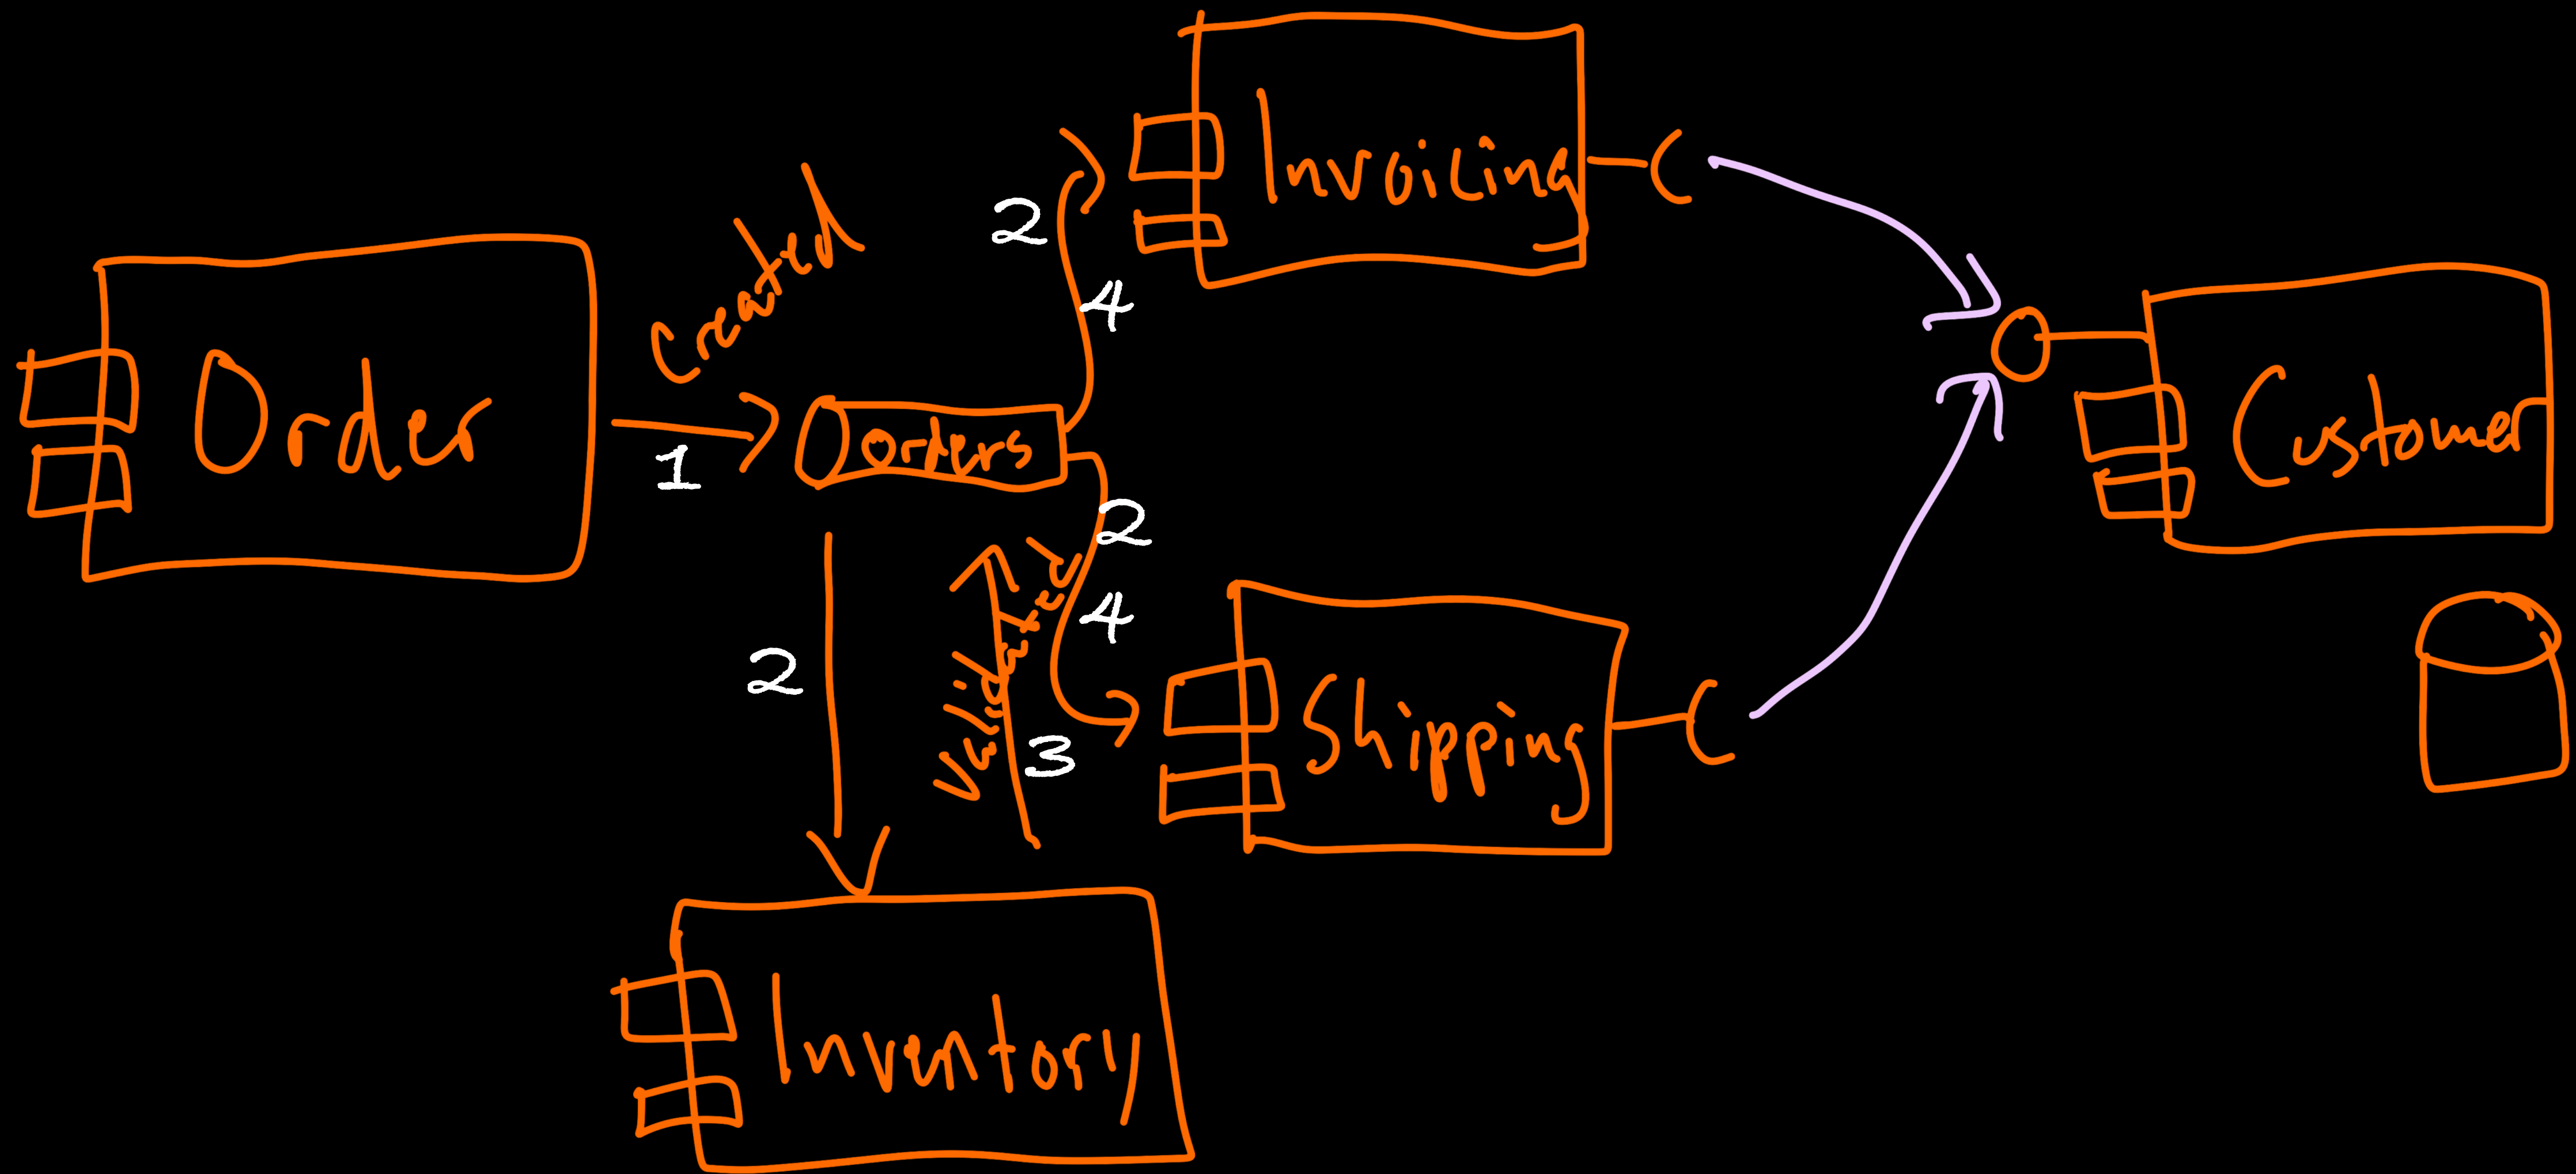 Invoicing
Created
2
4
Order
Customer
Orders
1
2
4
Validated
2
3
Shipping
Inventory